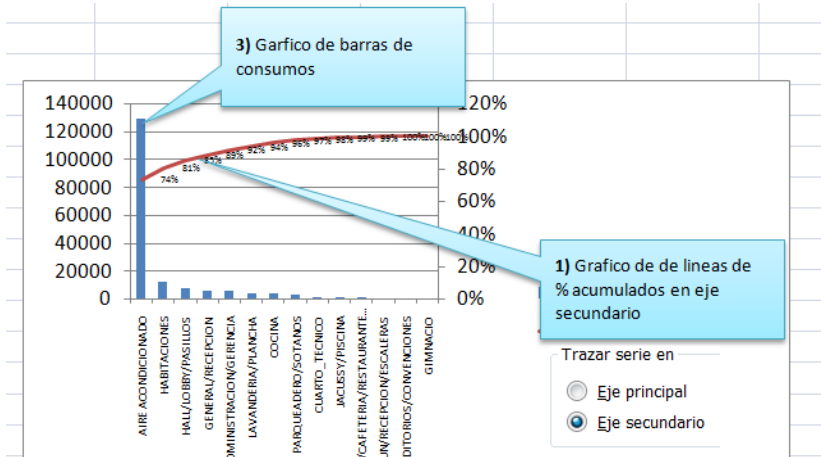 3) Garfico de barras de
consumos
140000
120000
100000
80000
60000
40000
20000
0
120%
100%
80%
60%
40%
20%
0%
74%
81%
85%
89%
92%
94%
96%
97%
98%
99%
99%
100%
100%
100%
1) Grafico de de lineas de
% acumulados en eje
secundario
AIRE ACONDICIONADO
HABITACIONES
HALL/LOBBY/PASILLOS
GENERAL/RECEPCION
DMINISTRACION/GERENCIA
LAVANDERIA/PLANCHA
COCINA
PARQUEADERO/SOTANOS
CUARTO_TECNICO
JACUSSY/PISCINA
/CAFETERIA/RESTAURANTE...
UN/RECEPCION/ESCALERAS
DITORIOS/CONVENCIONES
GIMNACIO
Trazar serie en
Eje principal
Eje secundario